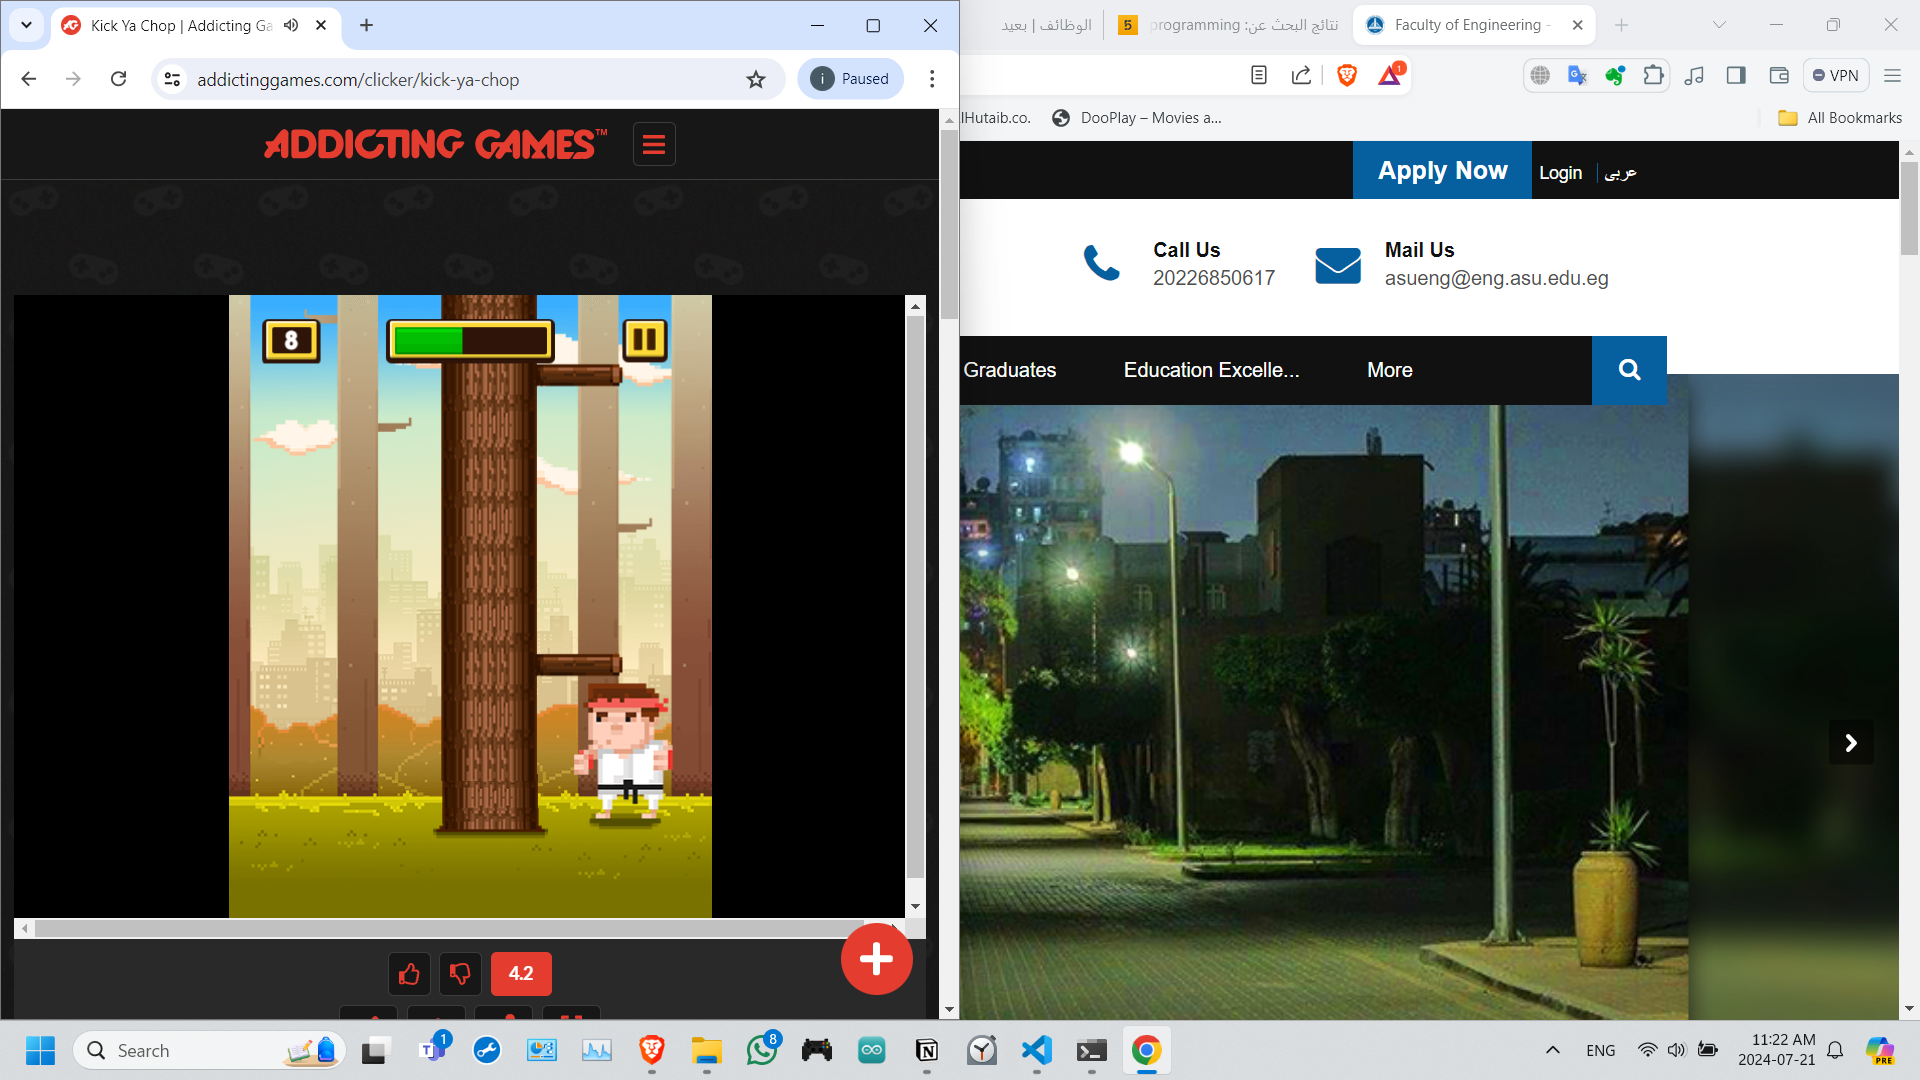 Kick Ya Chop | Addicting Ga
addictinggames.com/clicker/kick-ya-chop
i
Paused
ADDICTING GAMES™
8
4.2
الوظائف | بعيد
5
نتائج البحث عن: programming
Faculty of Engineering -
1
VPN
lHutaib.co.
DooPlay – Movies a...
All Bookmarks
Apply Now
Login
عربى
Call Us
20226850617
Mail Us
asueng@eng.asu.edu.eg
Graduates
Education Excelle...
More
Search
1
8
ENG
11:22 AM
2024-07-21
PRE